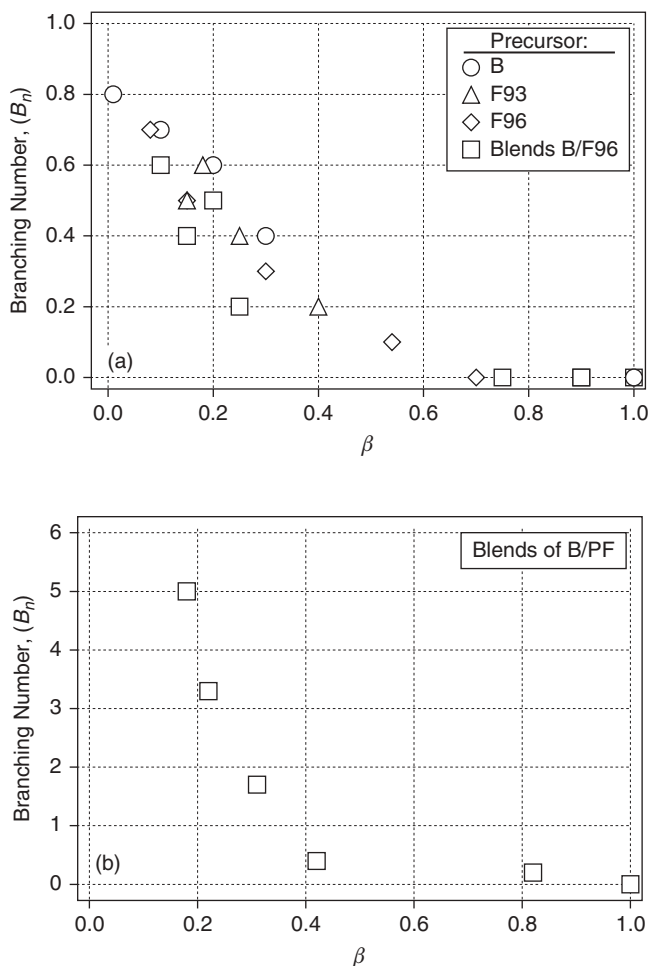 1.0
0.8
0.6
0.4
0.2
0.0
Branching Number, (Bn)
Precursor:
B
F93
F96
Blends B/F96
(a)
0.0 0.2 0.4 0.6 0.8 1.0
β
6
5
4
3
2
1
0
Branching Number, (Bn)
Blends of B/PF
(b)
0.0 0.2 0.4 0.6 0.8 1.0
β